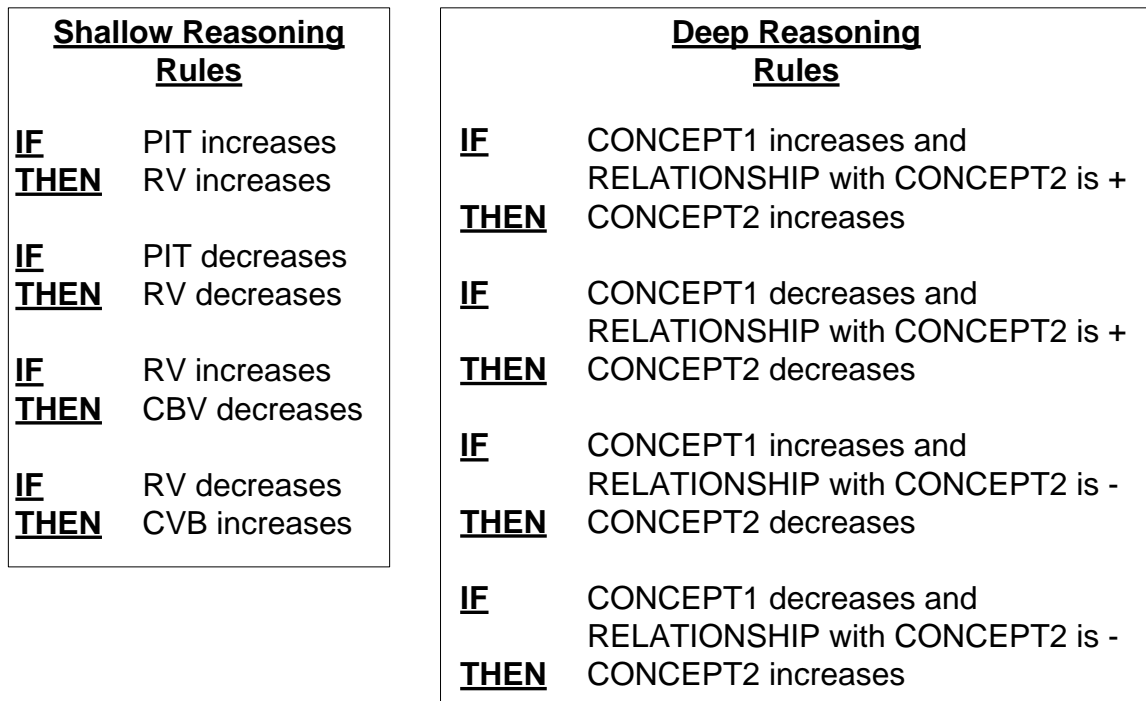 Shallow Reasoning
Rules
IF PIT increases
THEN RV increases
IF PIT decreases
THEN RV decreases
IF RV increases
THEN CBV decreases
IF RV decreases
THEN CVB increases
Deep Reasoning
Rules
IF CONCEPT1 increases and
RELATIONSHIP with CONCEPT2 is +
THEN CONCEPT2 increases
IF CONCEPT1 decreases and
RELATIONSHIP with CONCEPT2 is +
THEN CONCEPT2 decreases
IF CONCEPT1 increases and
RELATIONSHIP with CONCEPT2 is -
THEN CONCEPT2 decreases
IF CONCEPT1 decreases and
RELATIONSHIP with CONCEPT2 is -
THEN CONCEPT2 increases